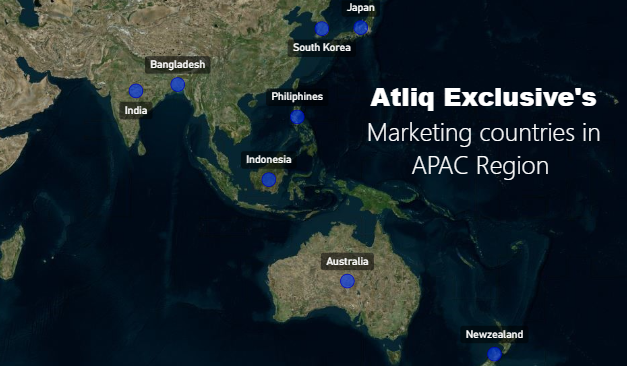 Japan
South Korea
Bangladesh
India
Philiphines
Atliq Exclusive's
Marketing countries in
APAC Region
Indonesia
Australia
Newzealand